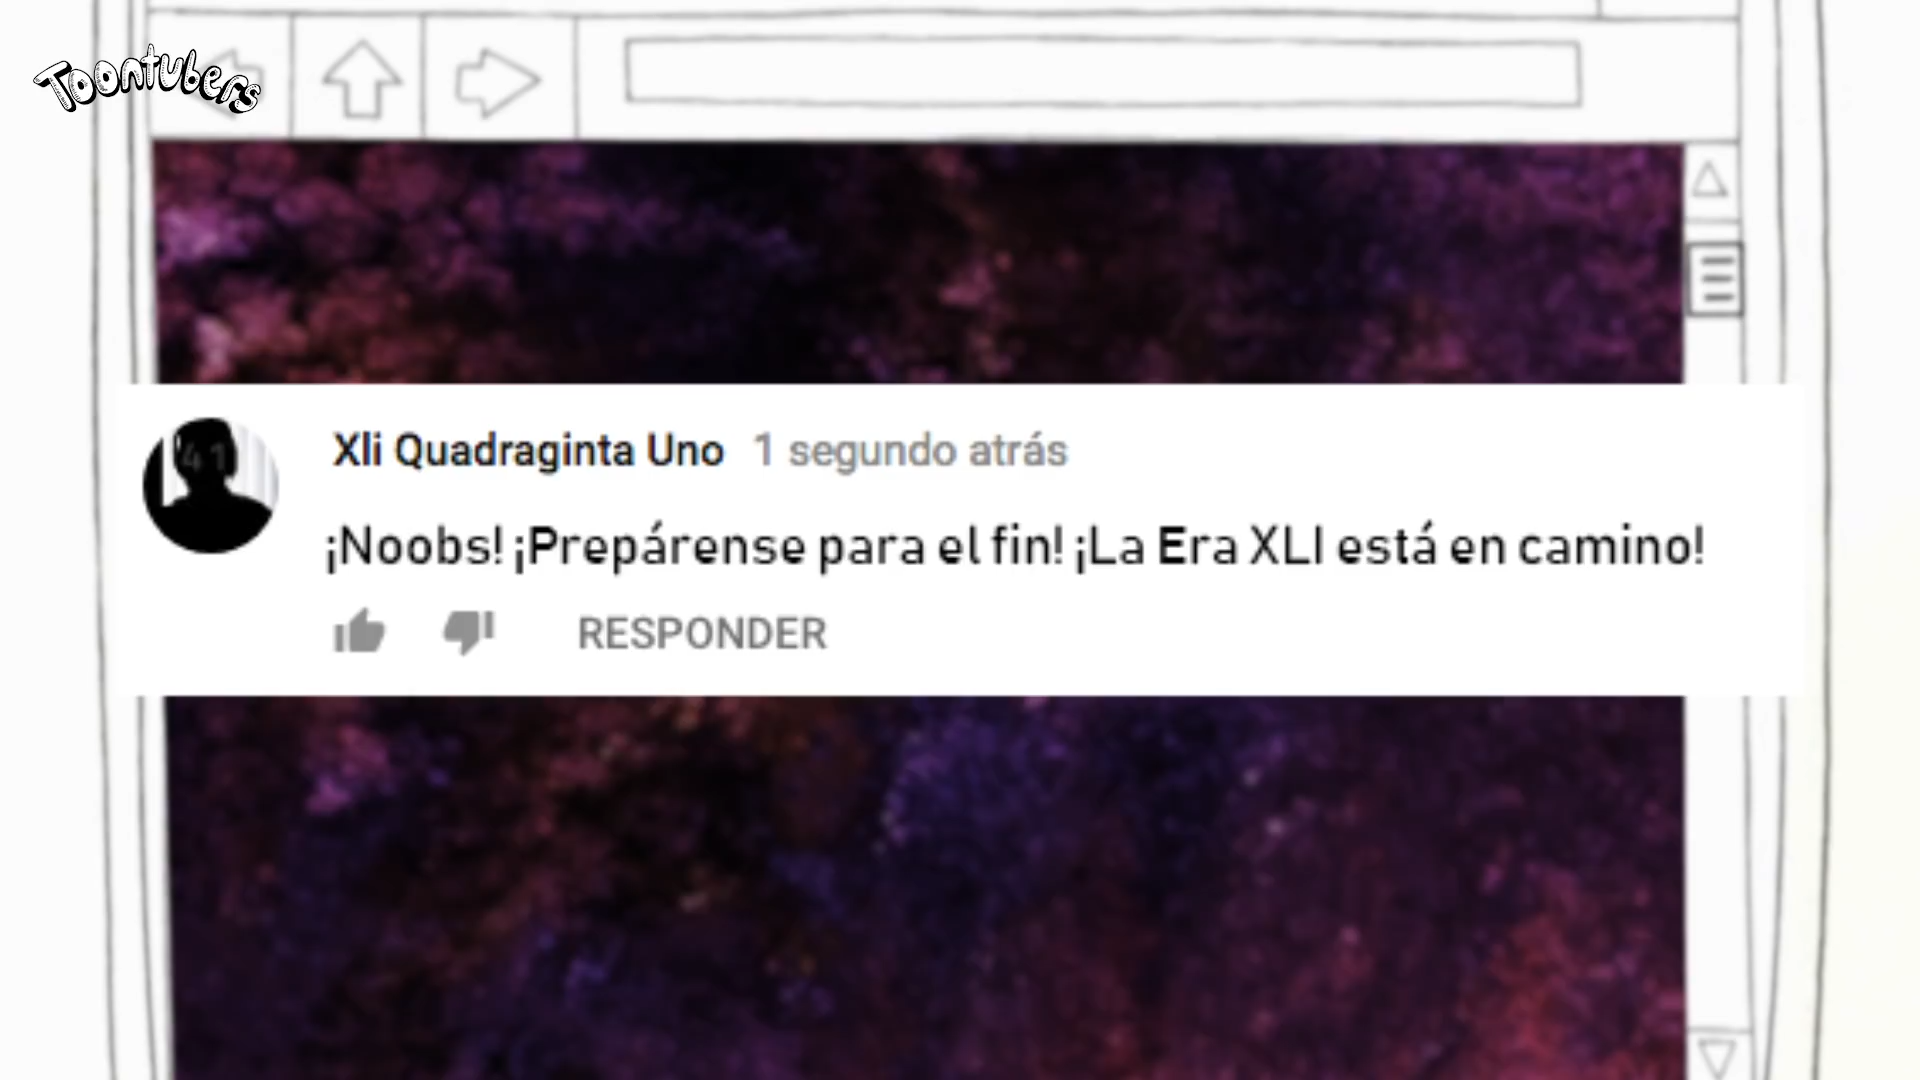 Toontubers
41
Xli Quadraginta Uno 1 segundo atrás
¡Noobs! ¡Prepárense para el fin! ¡La Era XLI está en camino!
RESPONDER